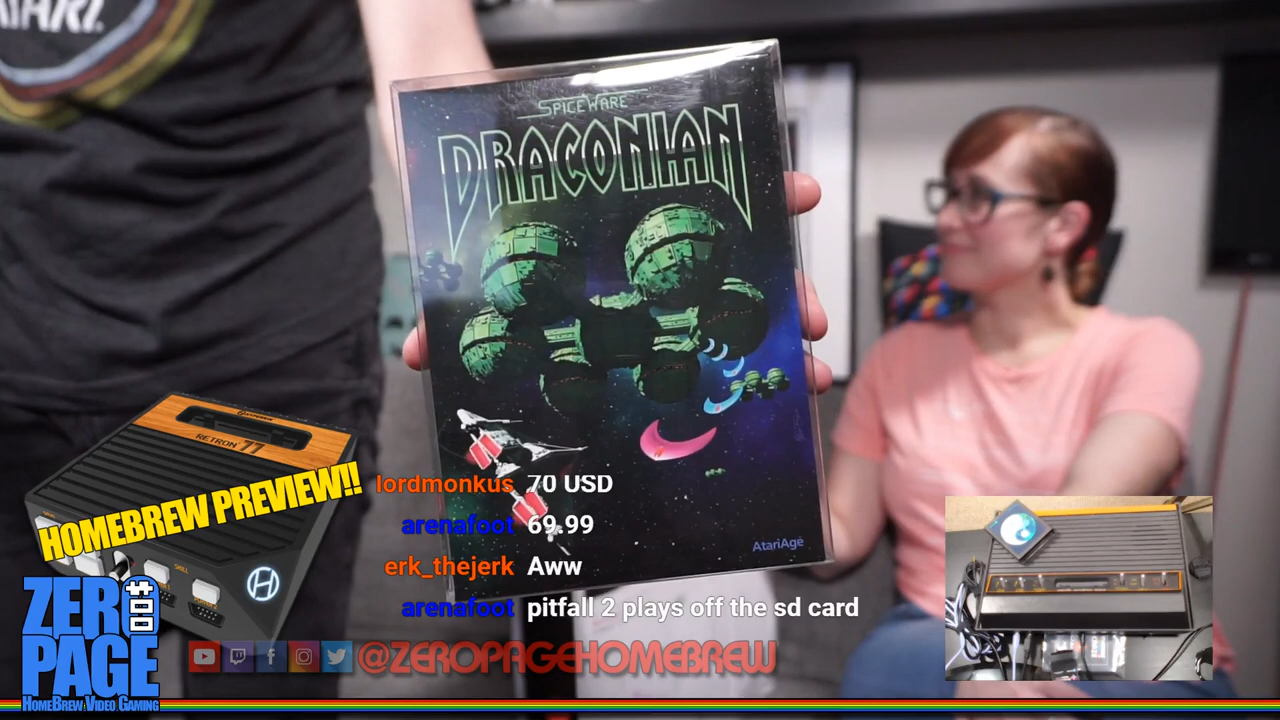 ATARI.
SPICEWARE
DRACONIAN
AtariAge
RETRON 77
HOMEBREW PREVIEW!!
lordmonkus 70 USD
arenafoot 69.99
erk_thejerk Aww
arenafoot pitfall 2 plays off the sd card
ZERO
PAGE
HOMEBREW VIDEO GAMING
@ZEROPAGEHOMEBREW